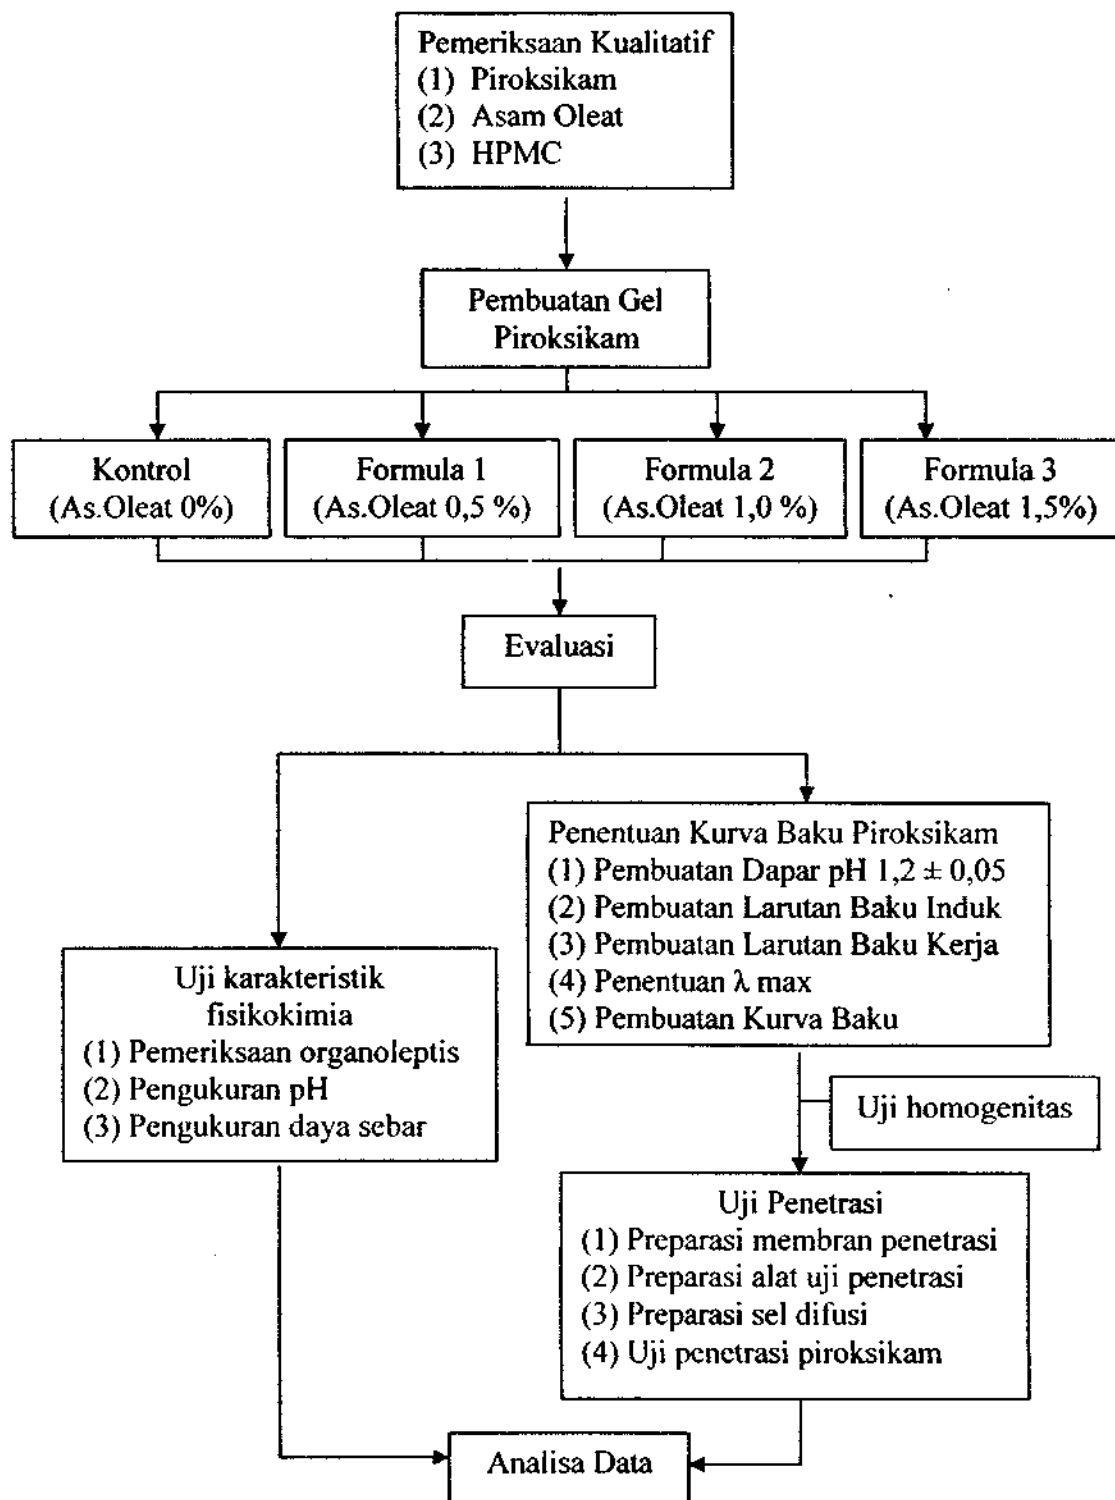 Pemeriksaan Kualitatif
(1) Piroksikam
(2) Asam Oleat
(3) HPMC
Pembuatan Gel
Piroksikam
Kontrol
(As.Oleat 0%)
Formula 1
(As.Oleat 0,5 %)
Formula 2
(As.Oleat 1,0 %)
Formula 3
(As.Oleat 1,5%)
Evaluasi
Penentuan Kurva Baku Piroksikam
(1) Pembuatan Dapar pH 1,2 ± 0,05
(2) Pembuatan Larutan Baku Induk
(3) Pembuatan Larutan Baku Kerja
(4) Penentuan λ max
(5) Pembuatan Kurva Baku
Uji karakteristik
fisikokimia
(1) Pemeriksaan organoleptis
(2) Pengukuran pH
(3) Pengukuran daya sebar
Uji homogenitas
Uji Penetrasi
(1) Preparasi membran penetrasi
(2) Preparasi alat uji penetrasi
(3) Preparasi sel difusi
(4) Uji penetrasi piroksikam
Analisa Data